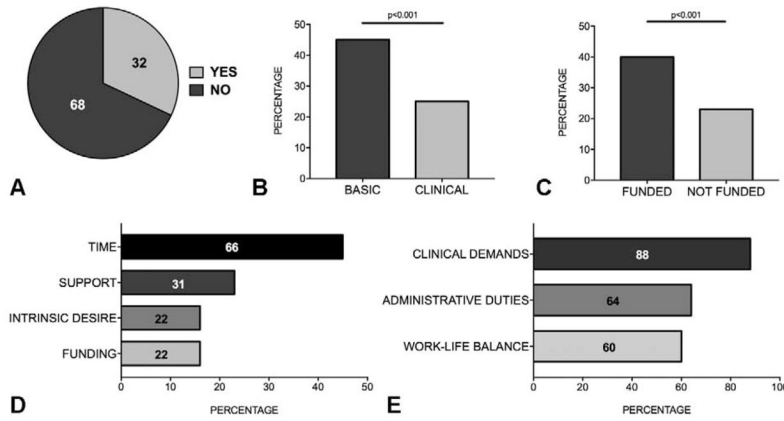 32
68
YES
NO
A
p<0.001
PERCENTAGE
50
40
30
20
10
0
BASIC CLINICAL
B
p<0.001
PERCENTAGE
50
40
30
20
10
0
FUNDED NOT FUNDED
C
TIME 66
SUPPORT 31
INTRINSIC DESIRE 22
FUNDING 22
0 10 20 30 40 50
PERCENTAGE
D
CLINICAL DEMANDS 88
ADMINISTRATIVE DUTIES 64
WORK-LIFE BALANCE 60
0 20 40 60 80 100
PERCENTAGE
E